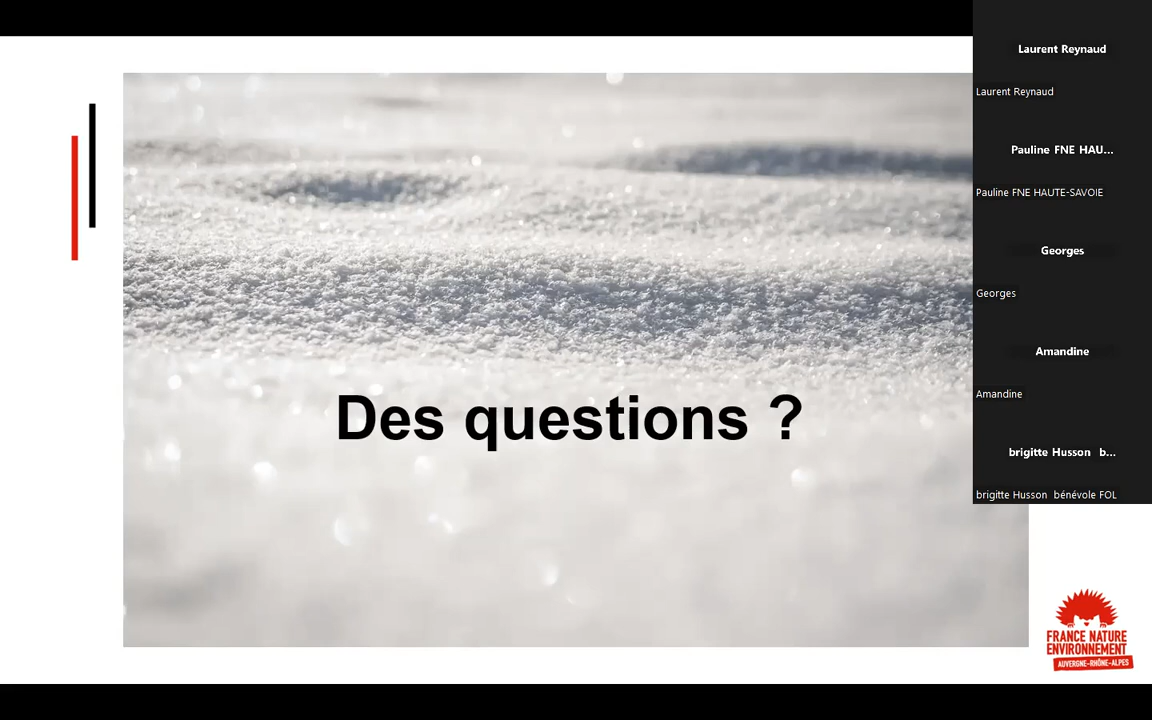 Laurent Reynaud
Laurent Reynaud
Pauline FNE HAU...
Pauline FNE HAUTE-SAVOIE
Georges
Georges
Amandine
Amandine
brigitte Husson b...
brigitte Husson bénévole FOL
Des questions ?
FRANCE NATURE
ENVIRONNEMENT
AUVERGNE-RHÔNE-ALPES